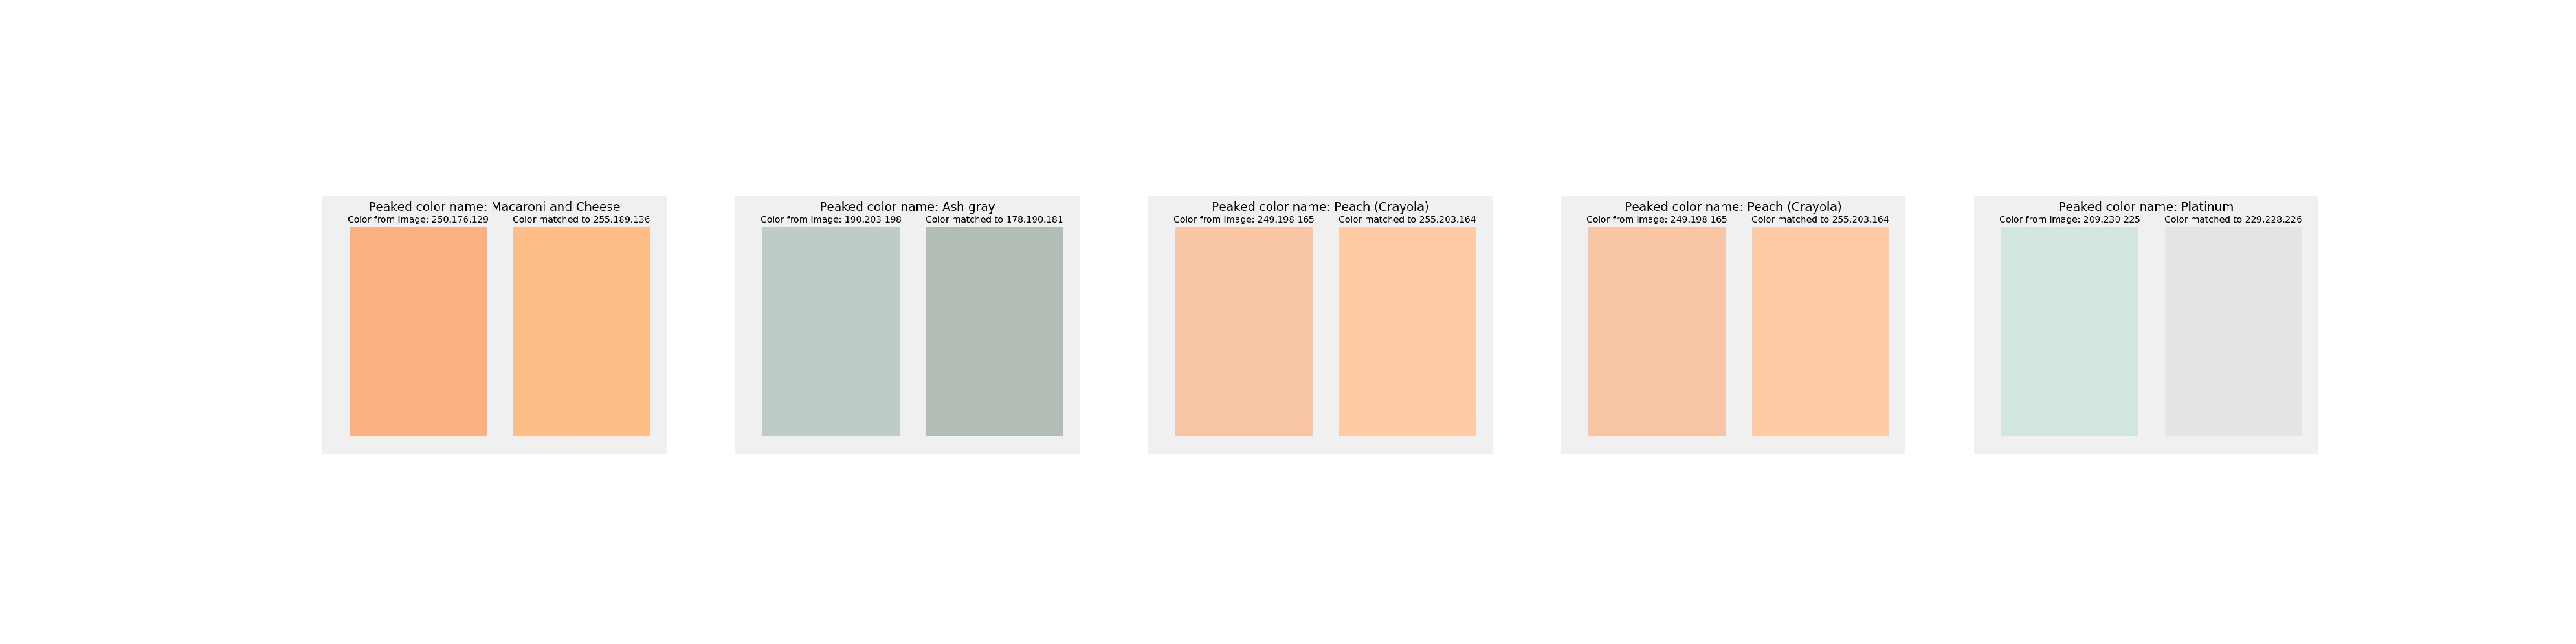 Peaked color name: Macaroni and Cheese
Color from image: 250,176,129
Color matched to 255,189,136
Peaked color name: Ash gray
Color from image: 190,203,198
Color matched to 178,190,181
Peaked color name: Peach (Crayola)
Color from image: 249,198,165
Color matched to 255,203,164
Peaked color name: Peach (Crayola)
Color from image: 249,198,165
Color matched to 255,203,164
Peaked color name: Platinum
Color from image: 209,230,225
Color matched to 229,228,226